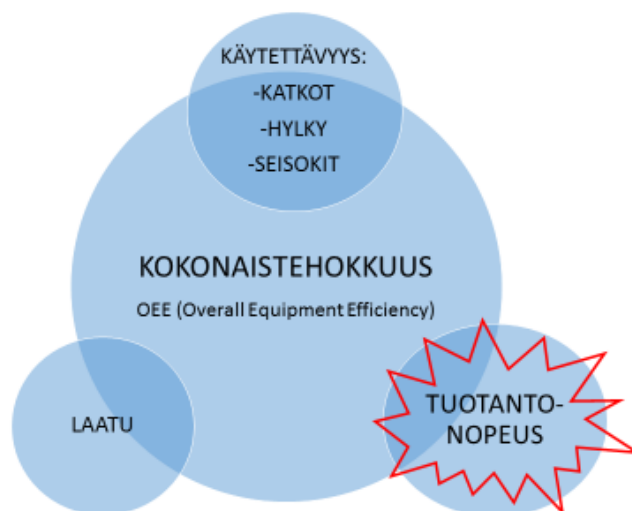 KÄYTETTÄVYYS:
-KATKOT
-HYLKY
-SEISOKIT
KOKONAISTEHOKKUUS
OEE (Overall Equipment Efficiency)
LAATU
TUOTANTO-
NOPEUS